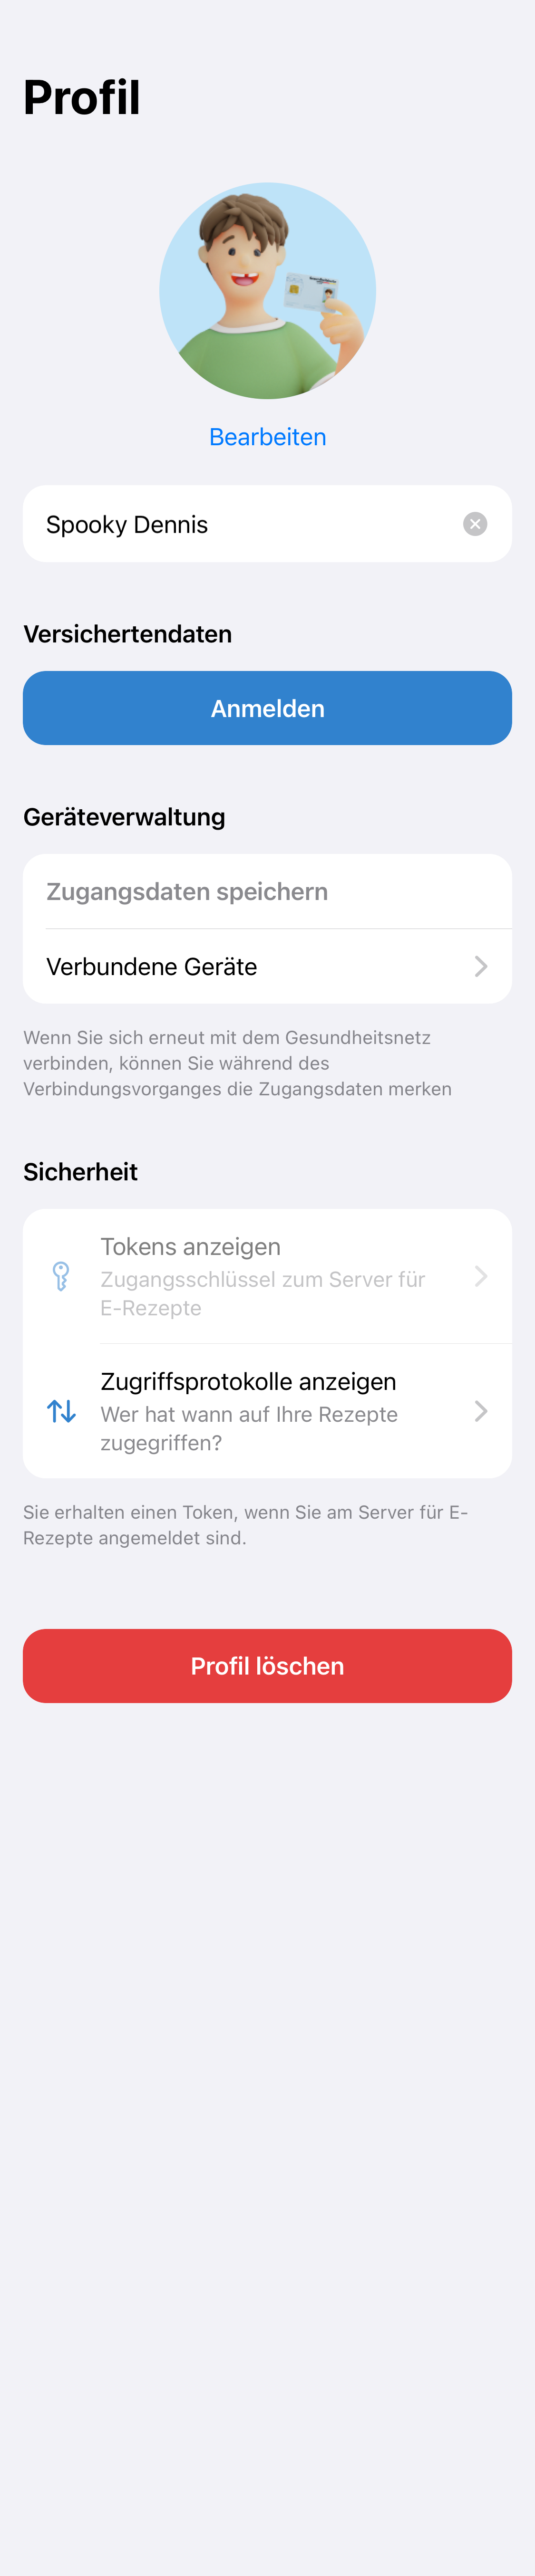 Profil
Bearbeiten
Spooky Dennis
Versichertendaten
Anmelden
Geräteverwaltung
Zugangsdaten speichern
Verbundene Geräte
Wenn Sie sich erneut mit dem Gesundheitsnetz
verbinden, können Sie während des
Verbindungsvorganges die Zugangsdaten merken
Sicherheit
Tokens anzeigen
Zugangsschlüssel zum Server für
E-Rezepte
Zugriffsprotokolle anzeigen
Wer hat wann auf Ihre Rezepte
zugegriffen?
Sie erhalten einen Token, wenn Sie am Server für E-
Rezepte angemeldet sind.
Profil löschen